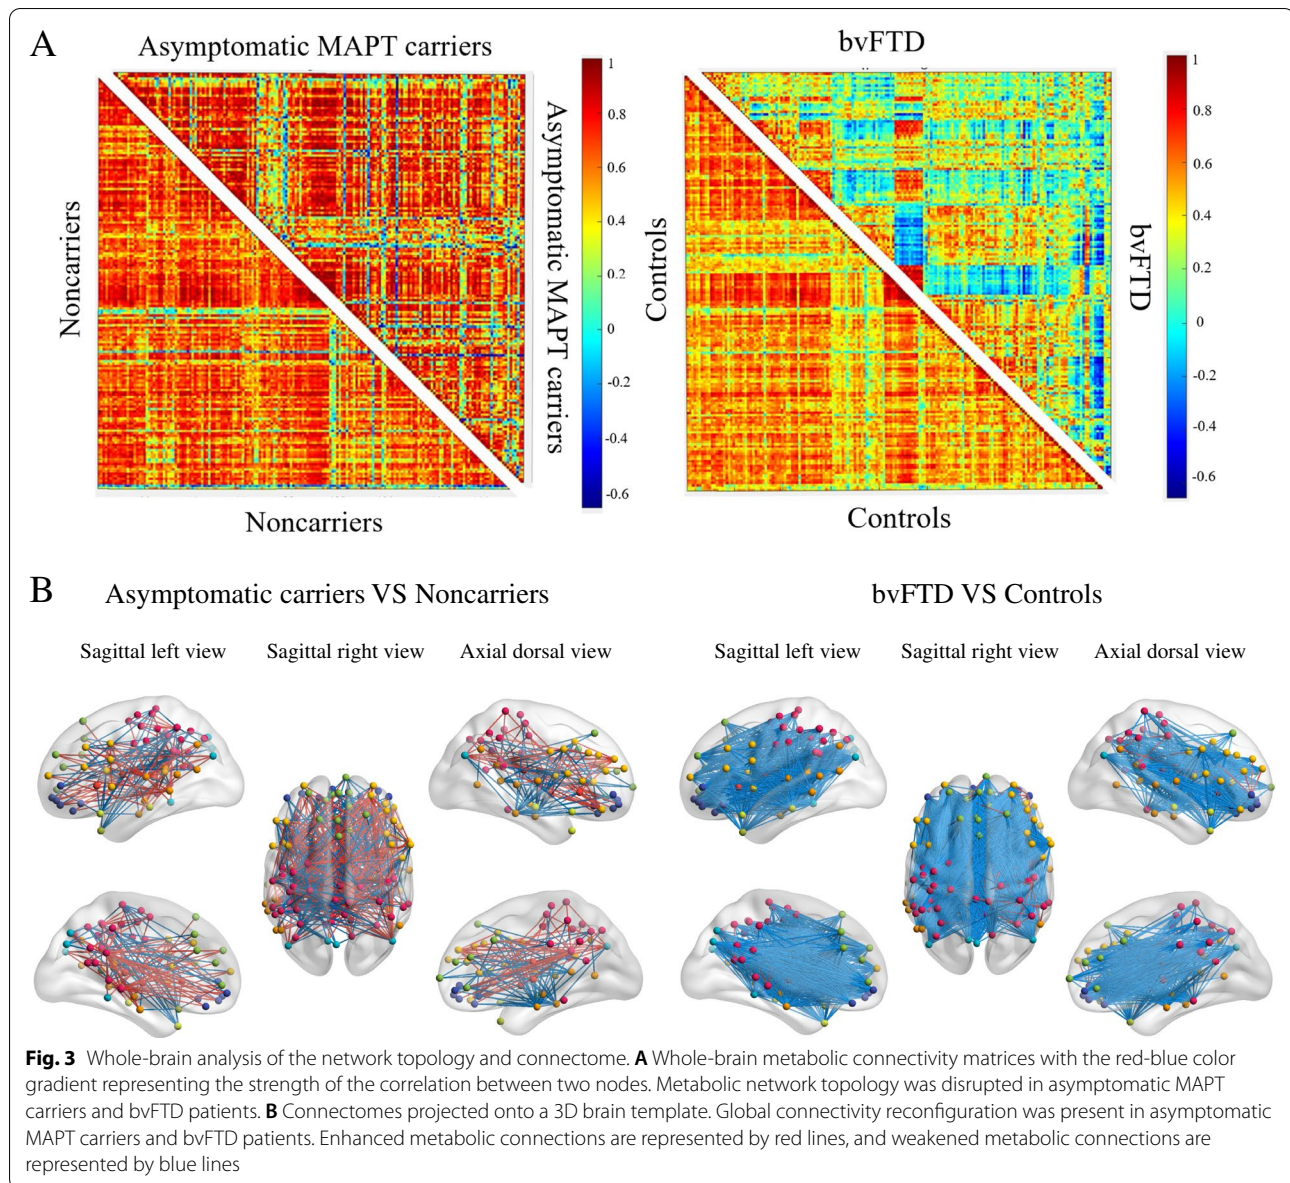 A
Asymptomatic MAPT carriers
Noncarriers
Asymptomatic MAPT carriers
Noncarriers
1
0.8
0.6
0.4
0.2
0
-0.2
-0.4
-0.6
bvFTD
Controls
bvFTD
Controls
1
0.8
0.6
0.4
0.2
0
-0.2
-0.4
-0.6
B
Asymptomatic carriers VS Noncarriers
bvFTD VS Controls
Sagittal left view
Sagittal right view
Axial dorsal view
Sagittal left view
Sagittal right view
Axial dorsal view
Fig. 3 Whole-brain analysis of the network topology and connectome. A Whole-brain metabolic connectivity matrices with the red-blue color
gradient representing the strength of the correlation between two nodes. Metabolic network topology was disrupted in asymptomatic MAPT
carriers and bvFTD patients. B Connectomes projected onto a 3D brain template. Global connectivity reconfiguration was present in asymptomatic
MAPT carriers and bvFTD patients. Enhanced metabolic connections are represented by red lines, and weakened metabolic connections are
represented by blue lines